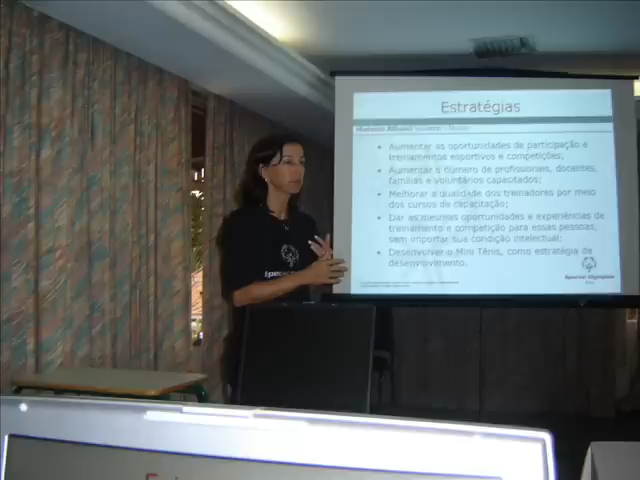 Estratégias
• Aumentar as oportunidades de participação e
treinamentos esportivos e competições;
• Aumentar o número de profissionais, docentes,
famílias e voluntários capacitados;
• Melhorar a qualidade dos treinadores por meio
dos cursos de capacitação;
• Dar as mesmas oportunidades e experiências de
treinamento e competição para essas pessoas,
sem importar sua condição intelectual;
• Desenvolver o Mini Tênis, como estratégia de
desenvolvimento.
Special Olympics
Special